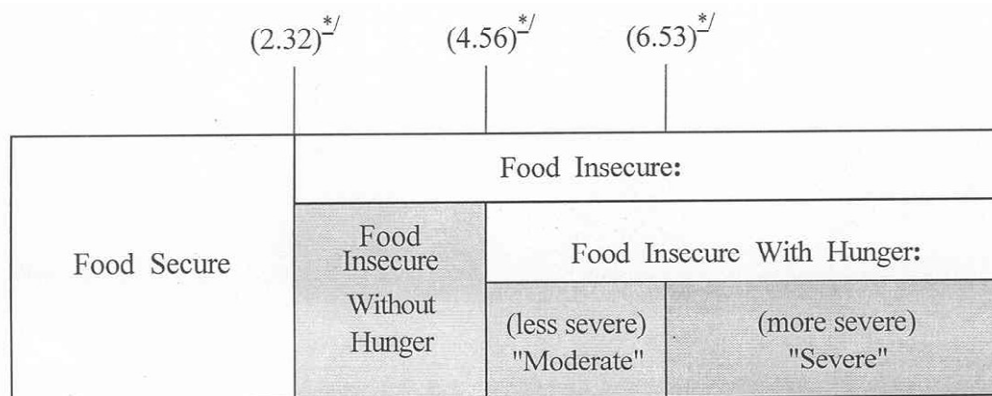 (2.32)*/ (4.56)*/ (6.53)*/
Food Insecure:
Food Secure
Food
Insecure
Without
Hunger
Food Insecure With Hunger:
(less severe)
"Moderate"
(more severe)
"Severe"